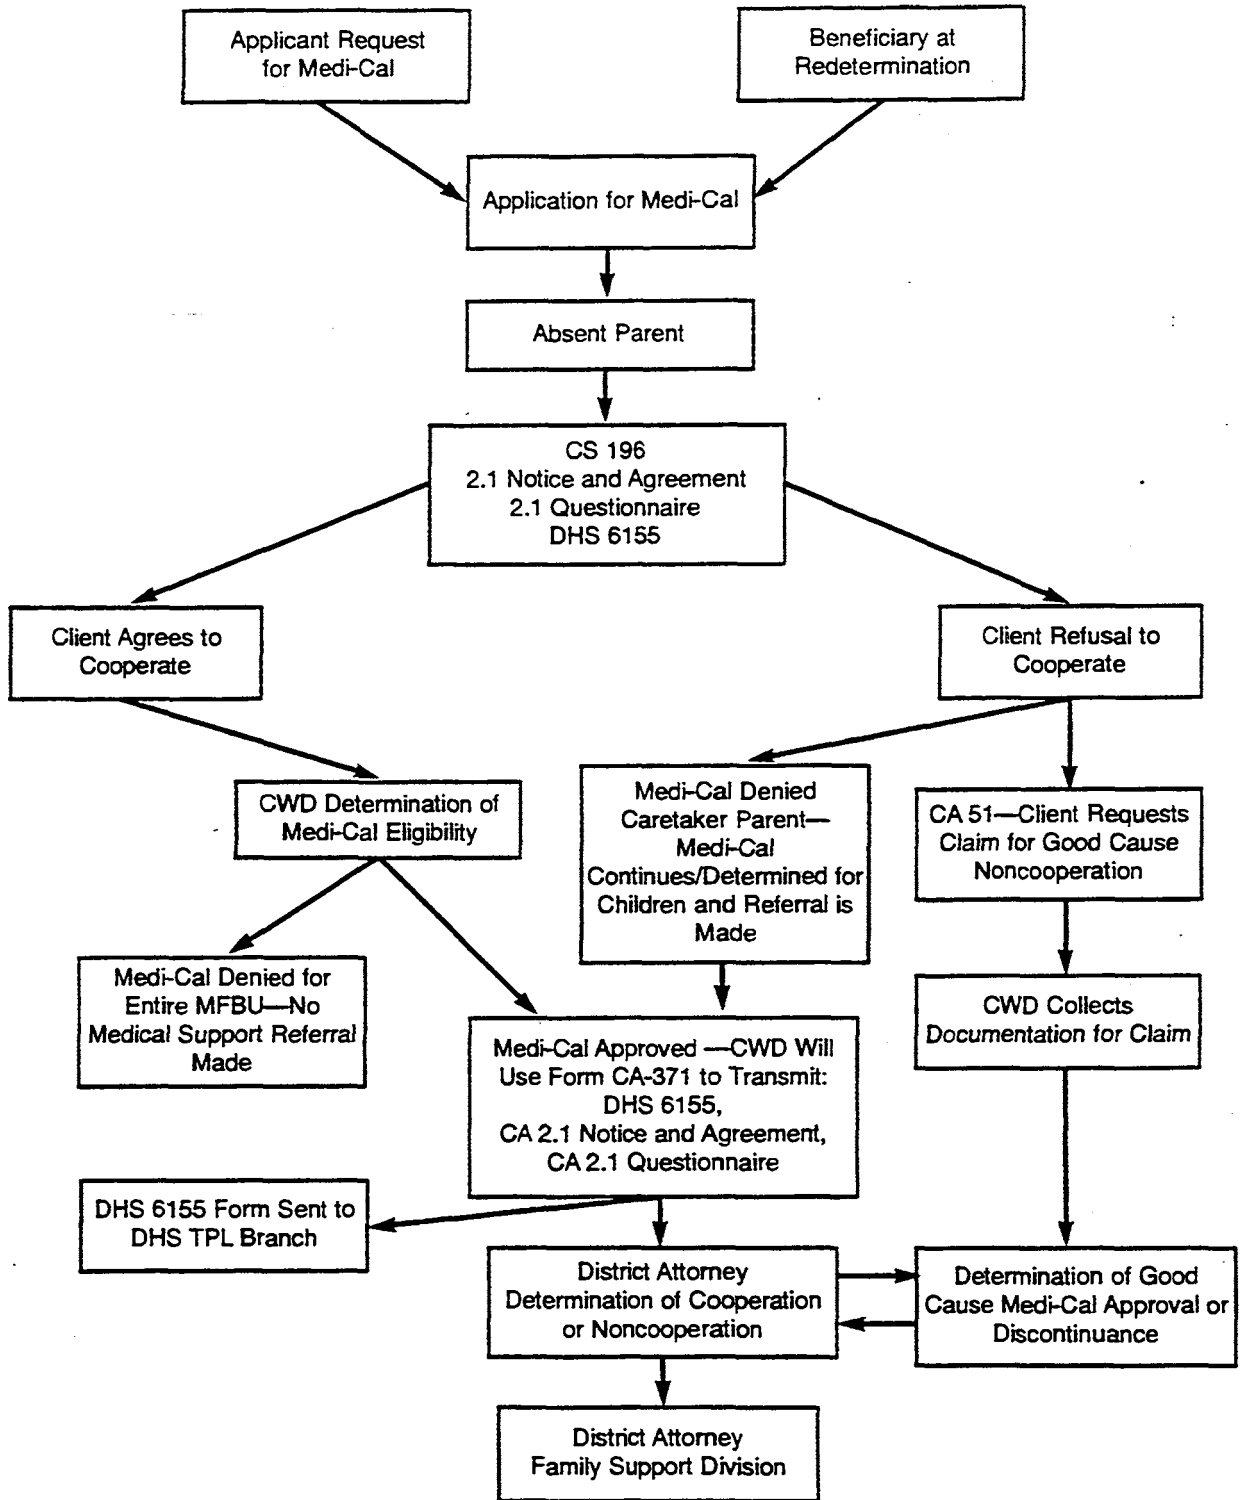 Applicant Request
for Medi-Cal
Beneficiary at
Redetermination
Application for Medi-Cal
Absent Parent
CS 196
2.1 Notice and Agreement
2.1 Questionnaire
DHS 6155
Client Agrees to
Cooperate
Client Refusal to
Cooperate
CWD Determination of
Medi-Cal Eligibility
Medi-Cal Denied
Caretaker Parent—
Medi-Cal
Continues/Determined for
Children and Referral is
Made
CA 51—Client Requests
Claim for Good Cause
Noncooperation
Medi-Cal Denied for
Entire MFBU—No
Medical Support Referral
Made
CWD Collects
Documentation for Claim
Medi-Cal Approved —CWD Will
Use Form CA-371 to Transmit:
DHS 6155,
CA 2.1 Notice and Agreement,
CA 2.1 Questionnaire
DHS 6155 Form Sent to
DHS TPL Branch
District Attorney
Determination of Cooperation
or Noncooperation
Determination of Good
Cause Medi-Cal Approval or
Discontinuance
District Attorney
Family Support Division